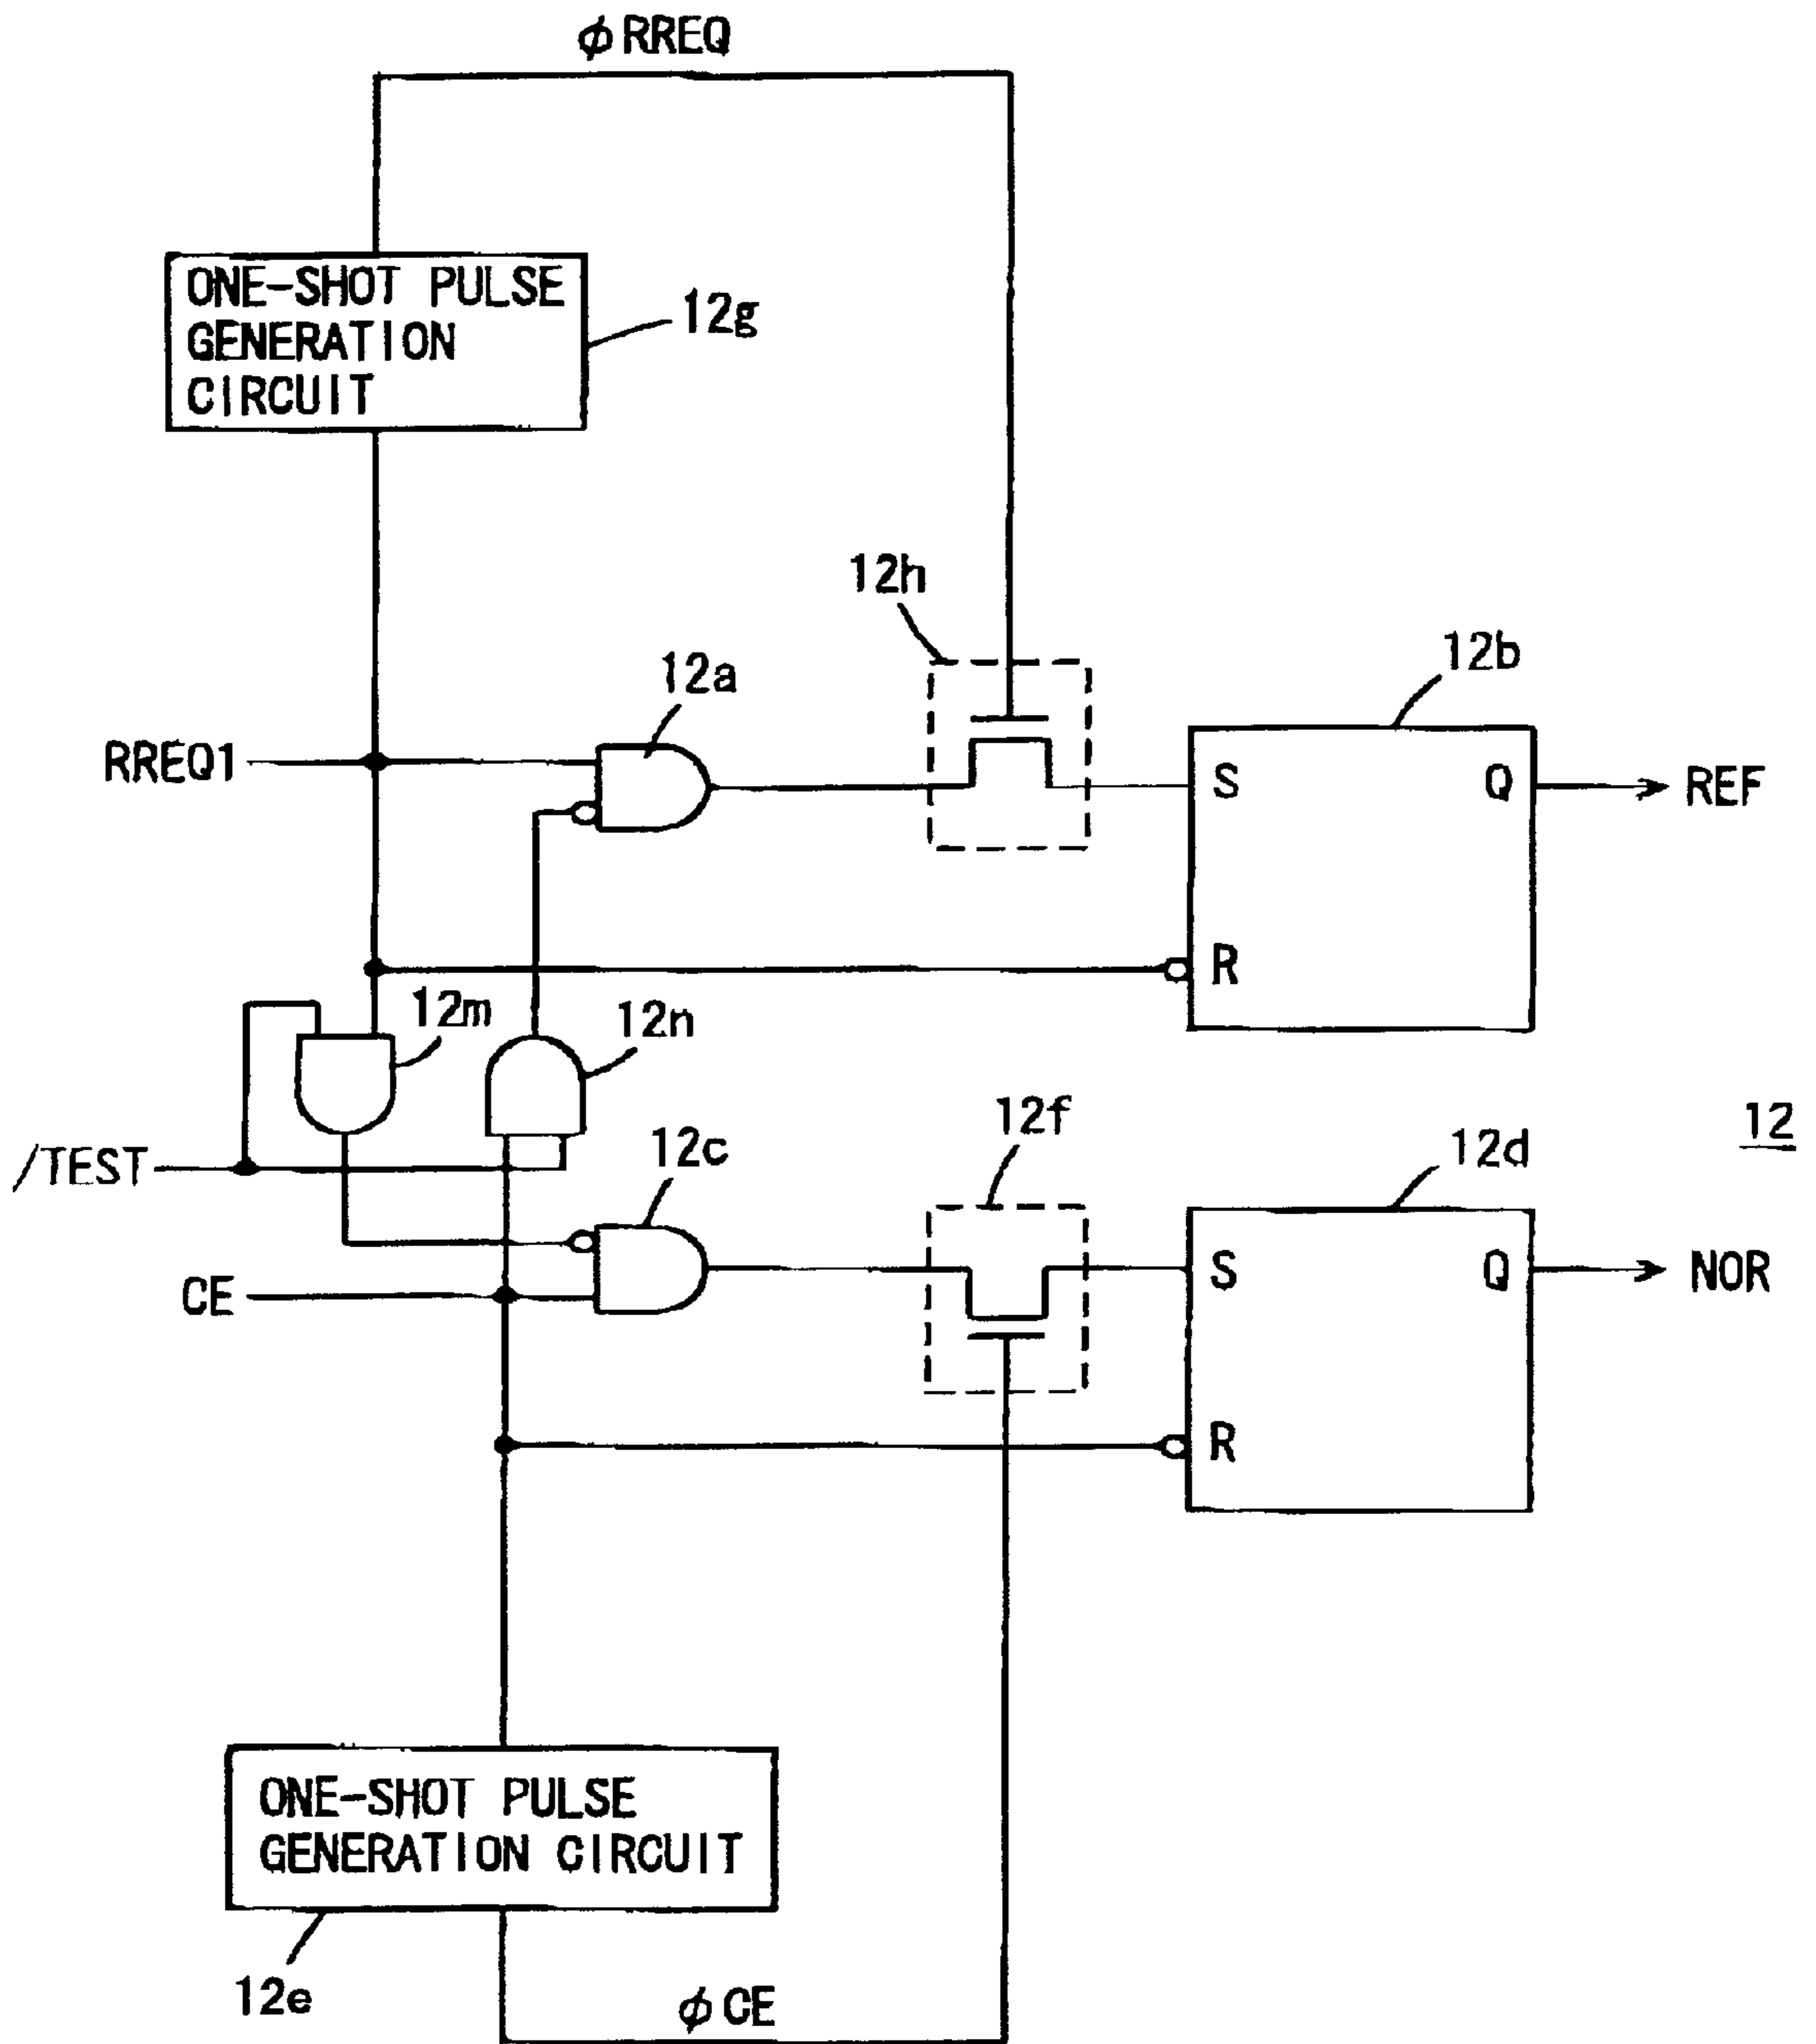 φRREQ
ONE-SHOT PULSE
GENERATION
CIRCUIT
12g
12h
12b
12a
RREQ1
S
Q
REF
R
12m
12n
12f
12
/TEST
12c
12d
S
Q
NOR
CE
R
ONE-SHOT PULSE
GENERATION CIRCUIT
12e
φCE